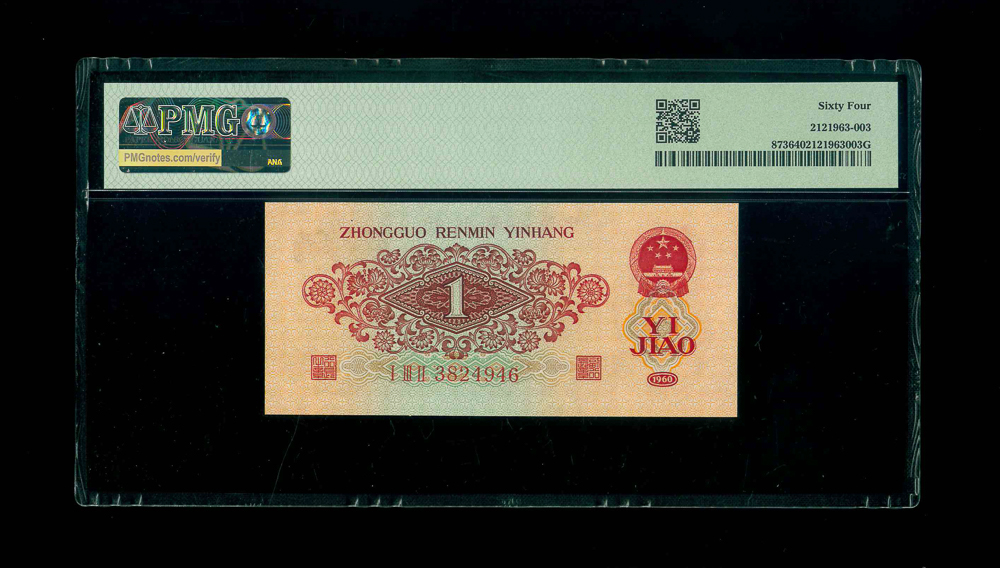 PMG
PMGnotes.com/verify
ANA
Sixty Four
2121963-003
8736402121963003G
ZHONGGUO RENMIN YINHANG
1
YI
JIAO
I III II 3824946
1960